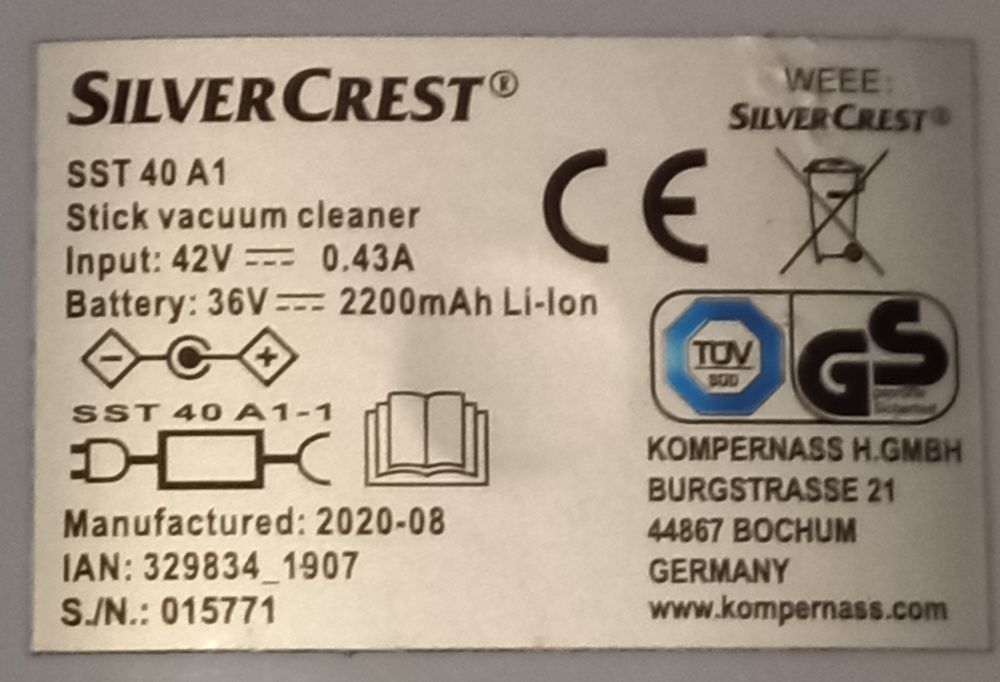 SILVERCREST®
SST 40 A1
Stick vacuum cleaner
Input: 42V ⎓ 0.43A
Battery: 36V ⎓ 2200mAh Li-Ion
- +
SST 40 A1-1
Manufactured: 2020-08
IAN: 329834_1907
S./N.: 015771
WEEE:
SILVERCREST®
CE
TÜV
SÜD
GS
geprüfte
Sicherheit
KOMPERNASS H.GMBH
BURGSTRASSE 21
44867 BOCHUM
GERMANY
www.kompernass.com